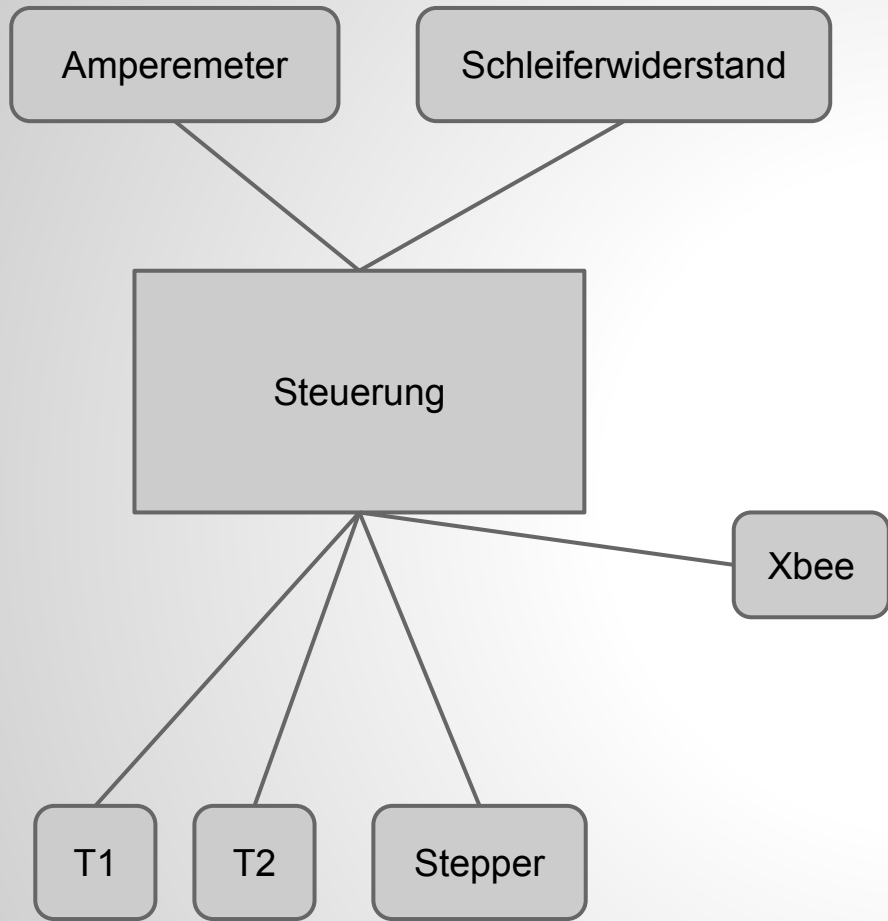 Amperemeter
Schleiferwiderstand
Steuerung
Xbee
T1
T2
Stepper